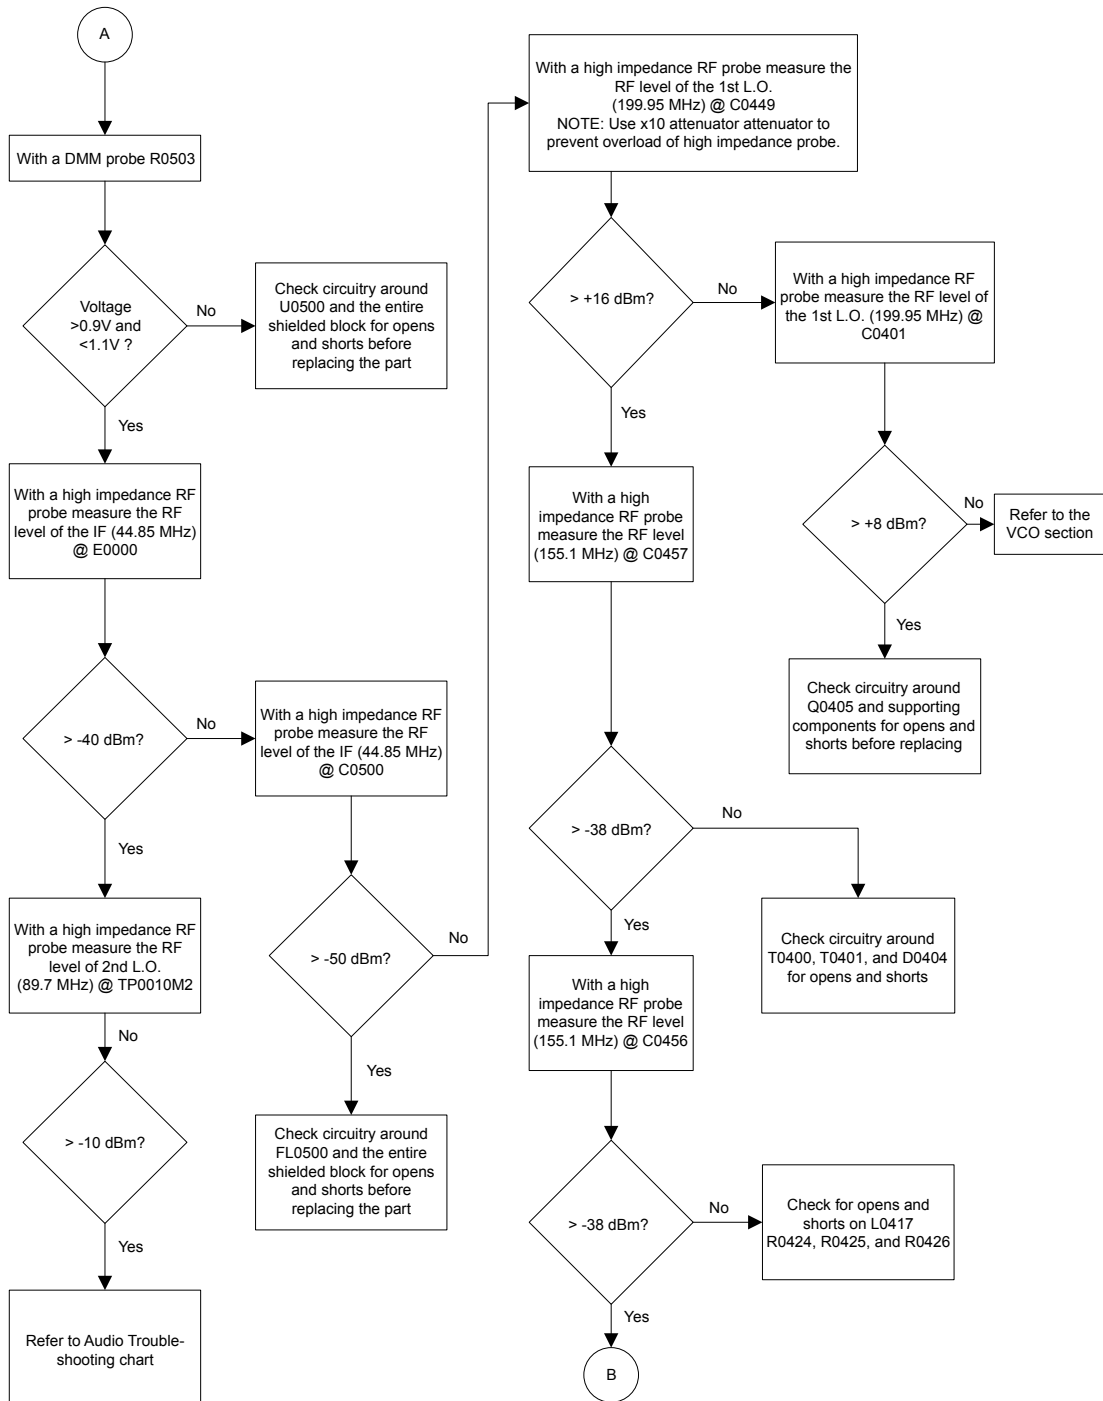 A
With a DMM probe R0503
Voltage
>0.9V and
<1.1V ?
No
Check circuitry around
U0500 and the entire
shielded block for opens
and shorts before
replacing the part
Yes
With a high impedance RF
probe measure the RF
level of the IF (44.85 MHz)
@ E0000
> -40 dBm?
No
With a high impedance RF
probe measure the RF
level of the IF (44.85 MHz)
@ C0500
Yes
With a high impedance RF
probe measure the RF
level of 2nd L.O.
(89.7 MHz) @ TP0010M2
No
> -10 dBm?
Yes
Refer to Audio Trouble-
shooting chart
> -50 dBm?
No
Yes
Check circuitry around
FL0500 and the entire
shielded block for opens
and shorts before
replacing the part
With a high impedance RF probe measure the
RF level of the 1st L.O.
(199.95 MHz) @ C0449
NOTE: Use x10 attenuator attenuator to
prevent overload of high impedance probe.
> +16 dBm?
No
With a high impedance RF
probe measure the RF level of
the 1st L.O. (199.95 MHz) @
C0401
Yes
With a high
impedance RF probe
measure the RF level
(155.1 MHz) @ C0457
> +8 dBm?
No
Refer to the
VCO section
Yes
Check circuitry around
Q0405 and supporting
components for opens and
shorts before replacing
> -38 dBm?
No
Check circuitry around
T0400, T0401, and D0404
for opens and shorts
Yes
With a high
impedance RF probe
measure the RF level
(155.1 MHz) @ C0456
> -38 dBm?
No
Check for opens and
shorts on L0417
R0424, R0425, and R0426
Yes
B